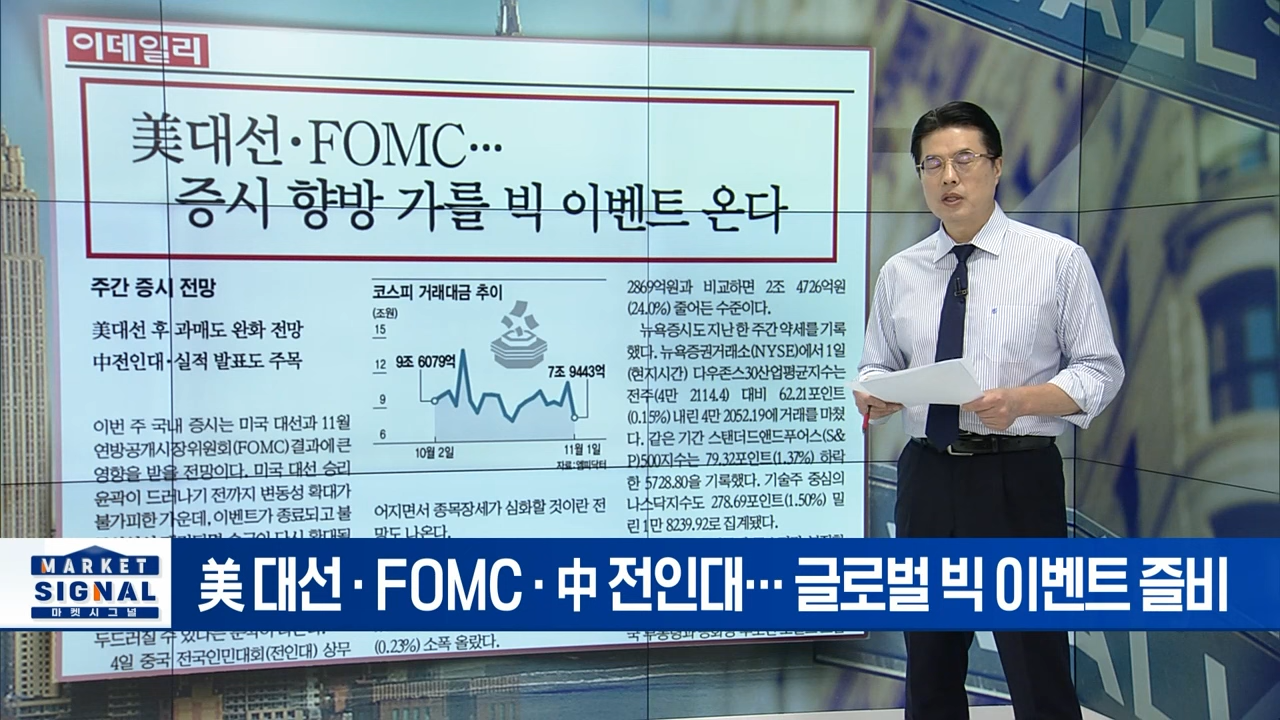 이데일리
美대선·FOMC…
증시 향방 가를 빅 이벤트 온다
주간 증시 전망
美대선 후 과매도 완화 전망
中전인대·실적 발표도 주목
이번 주 국내 증시는 미국 대선과 11월
연방공개시장위원회(FOMC) 결과에 큰
영향을 받을 전망이다. 미국 대선 승리
윤곽이 드러나기 전까지 변동성 확대가
불가피한 가운데, 이벤트가 종료되고 불
두드러질 수 있다는
4일 중국 전국인민대회(전인대) 상무
코스피 거래대금 추이
(조원)
15
12
9
6
9조 6079억
7조 9443억
10월 2일
11월 1일
자료:엠피닥터
어지면서 종목장세가 심화할 것이란 전
망도 나온다.
(0.23%) 소폭 올랐다.
2869억원과 비교하면 2조 4726억원
(24.0%) 줄어든 수준이다.
뉴욕증시도 지난 한 주간 약세를 기록
했다. 뉴욕증권거래소(NYSE)에서 1일
(현지시간) 다우존스30산업평균지수는
전주(4만 2114.4) 대비 62.21포인트
(0.15%) 내린 4만 2052.19에 거래를 마쳤
다. 같은 기간 스탠더드앤드푸어스(S&
P)500지수는 79.32포인트(1.37%) 하락
한 5728.80을 기록했다. 기술주 중심의
나스닥지수도 278.69포인트(1.50%) 밀
린 1만 8239.92로 집계됐다.
MARKET
SIGNAL
마켓시그널
美 대선·FOMC·中 전인대… 글로벌 빅 이벤트 즐비
WALL